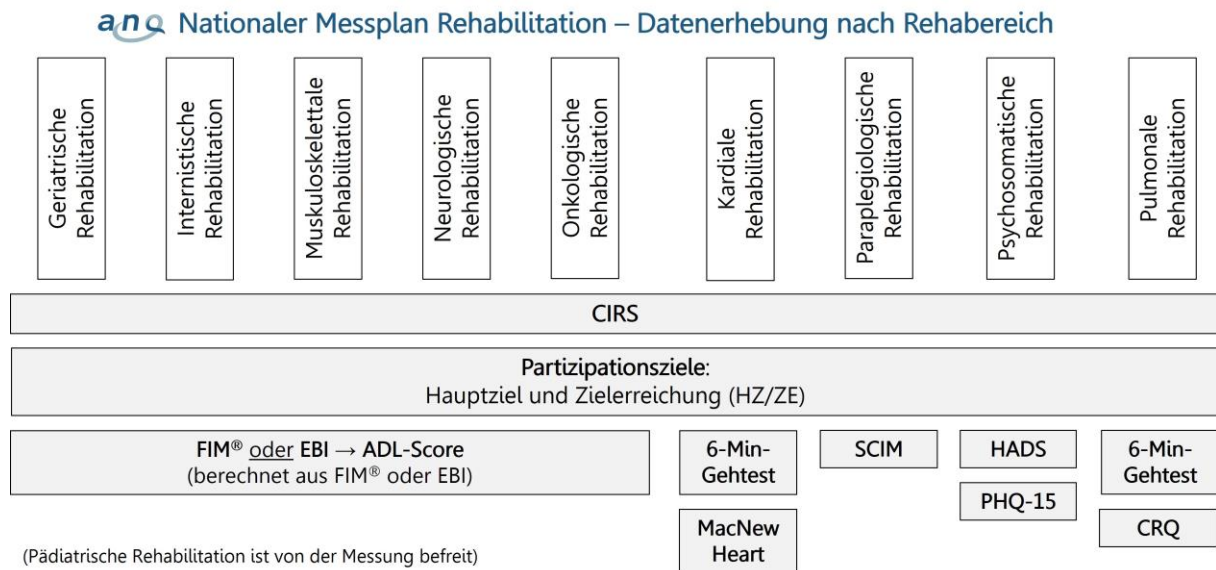 anq Nationaler Messplan Rehabilitation – Datenerhebung nach Rehabereich
Geriatrische
Rehabilitation
Internistische
Rehabilitation
Muskuloskelettale
Rehabilitation
Neurologische
Rehabilitation
Onkologische
Rehabilitation
Kardiale
Rehabilitation
Paraplegiologische
Rehabilitation
Psychosomatische
Rehabilitation
Pulmonale
Rehabilitation
CIRS
Partizipationsziele:
Hauptziel und Zielerreichung (HZ/ZE)
FIM® oder EBI → ADL-Score
(berechnet aus FIM® oder EBI)
6-Min-
Gehtest
MacNew
Heart
SCIM
HADS
PHQ-15
6-Min-
Gehtest
CRQ
(Pädiatrische Rehabilitation ist von der Messung befreit)